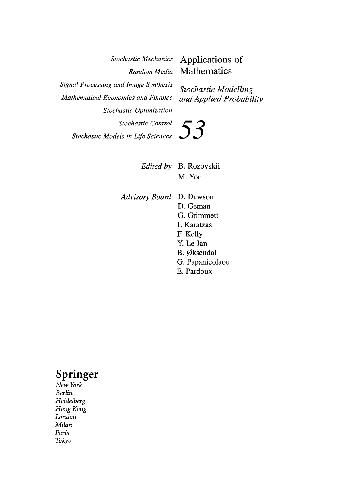 Stochastic Mechanics
Random Media
Signal Processing and Image Synthesis
Mathematical Economics and Finance
Stochastic Optimization
Stochastic Control
Stochastic Models in Life Sciences
Applications of
Mathematics
Stochastic Modelling
and Applied Probability
53
Edited by B. Rozovskii
M. Yor
Advisory Board D. Dawson
D. Geman
G. Grimmett
I. Karatzas
F. Kelly
Y. Le Jan
B. Øksendal
G. Papanicolaou
E. Pardoux
Springer
New York
Berlin
Heidelberg
Hong Kong
London
Milan
Paris
Tokyo